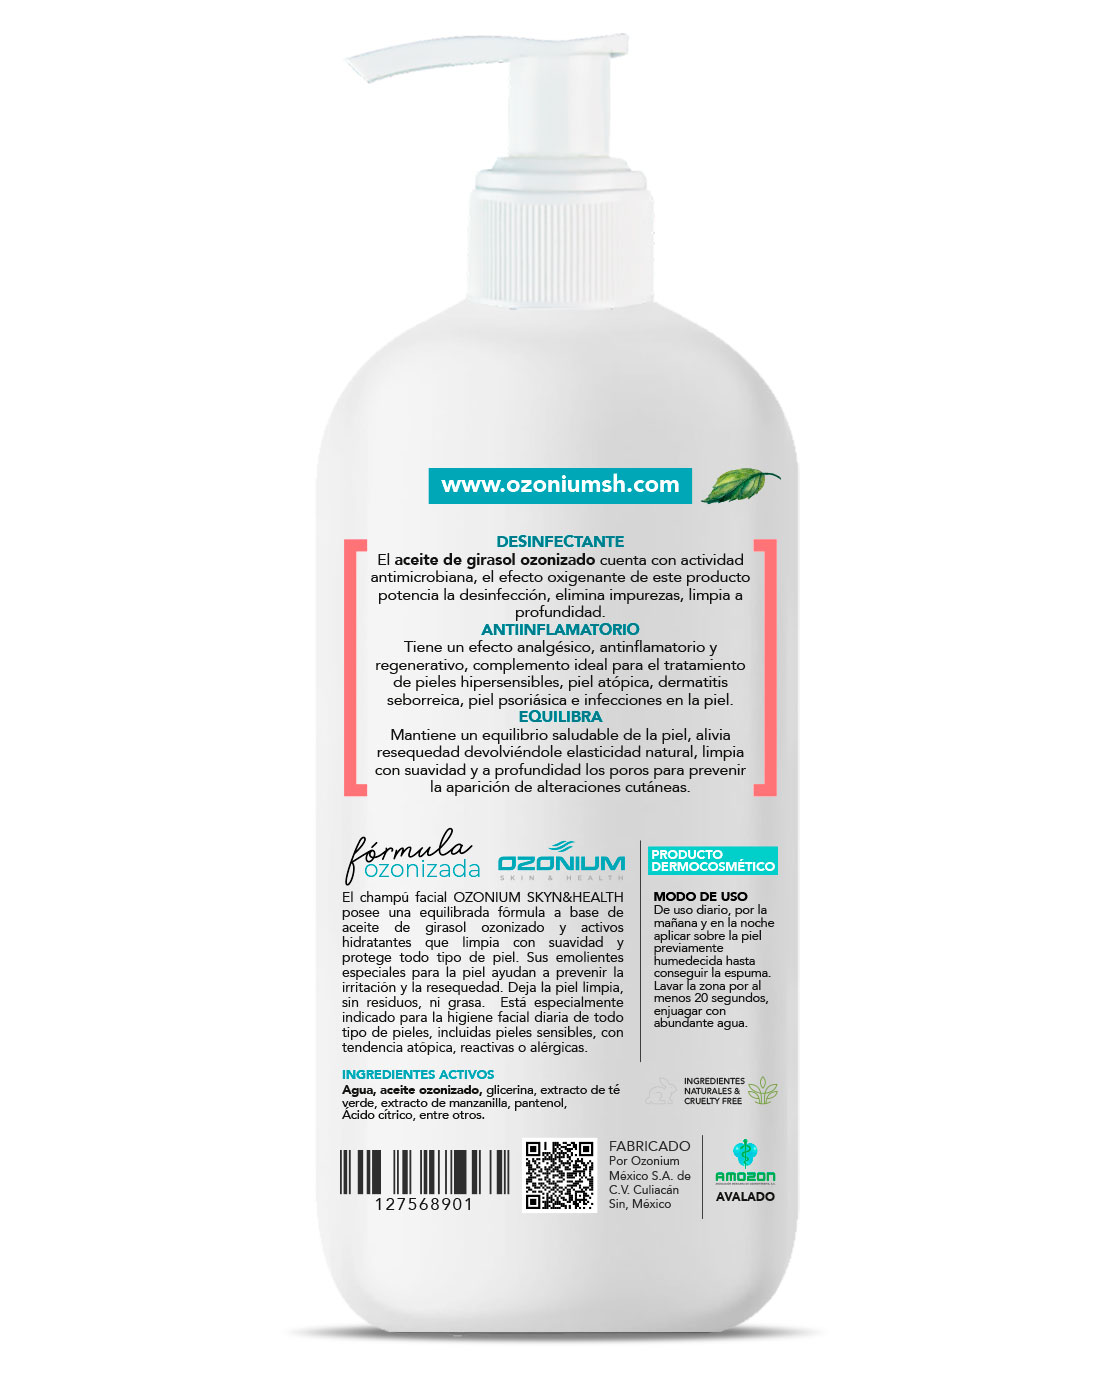 www.ozoniumsh.com
DESINFECTANTE
El aceite de girasol ozonizado cuenta con actividad
antimicrobiana, el efecto oxigenante de este producto
potencia la desinfección, elimina impurezas, limpia a
profundidad.
ANTIINFLAMATORIO
Tiene un efecto analgésico, antinflamatorio y
regenerativo, complemento ideal para el tratamiento
de pieles hipersensibles, piel atópica, dermatitis
seborreica, piel psoriásica e infecciones en la piel.
EQUILIBRA
Mantiene un equilibrio saludable de la piel, alivia
resequedad devolviéndole elasticidad natural, limpia
con suavidad y a profundidad los poros para prevenir
la aparición de alteraciones cutáneas.
fórmula
ozonizada
OZONIUM
SKIN & HEALTH
El champú facial OZONIUM SKYN&HEALTH
posee una equilibrada fórmula a base de
aceite de girasol ozonizado y activos
hidratantes que limpia con suavidad y
protege todo tipo de piel. Sus emolientes
especiales para la piel ayudan a prevenir la
irritación y la resequedad. Deja la piel limpia,
sin residuos, ni grasa. Está especialmente
indicado para la higiene facial diaria de todo
tipo de pieles, incluidas pieles sensibles, con
tendencia atópica, reactivas o alérgicas.
PRODUCTO
DERMOCOSMÉTICO
MODO DE USO
De uso diario, por la
mañana y en la noche
aplicar sobre la piel
previamente
humedecida hasta
conseguir la espuma.
Lavar la zona por al
menos 20 segundos,
enjuagar con
abundante agua.
INGREDIENTES ACTIVOS
Agua, aceite ozonizado, glicerina, extracto de té
verde, extracto de manzanilla, pantenol,
Ácido cítrico, entre otros.
INGREDIENTES
NATURALES &
CRUELTY FREE
127568901
FABRICADO
Por Ozonium
México S.A. de
C.V. Culiacán
Sin, México
AMOZON
AVALADO